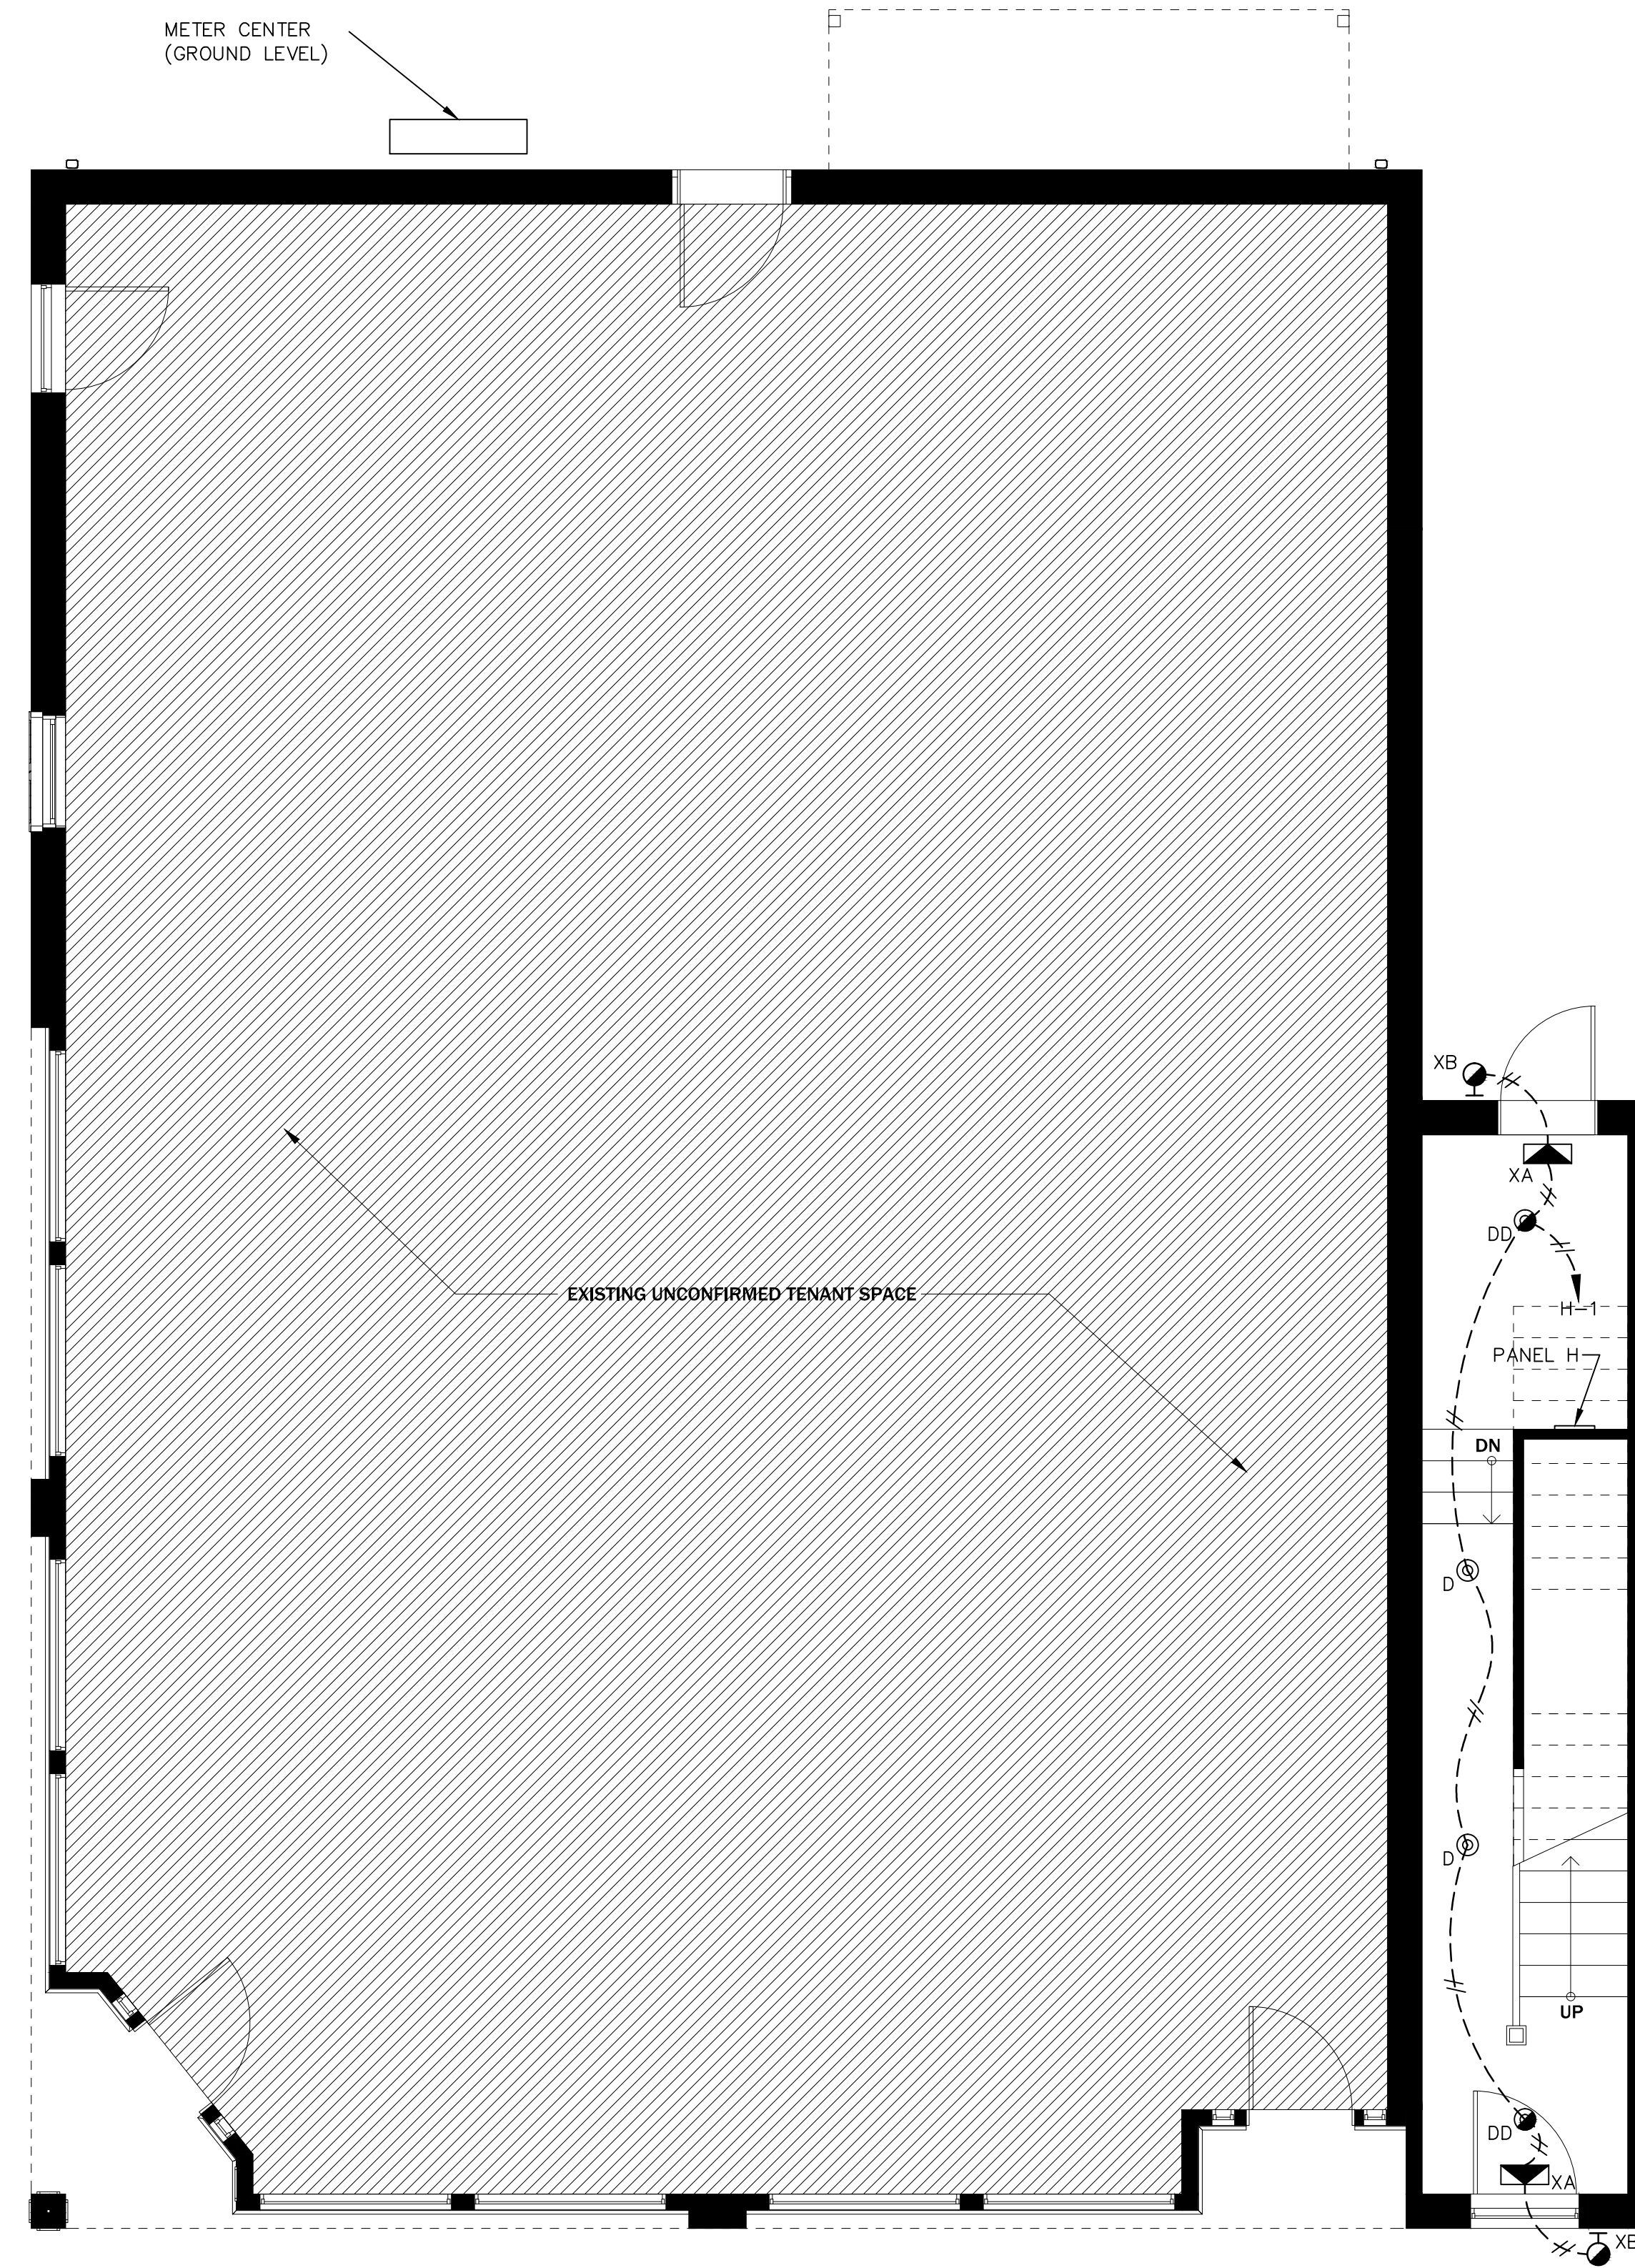 METER CENTER
(GROUND LEVEL)
XB
XA
DD
EXISTING UNCONFIRMED TENANT SPACE
H-1
PANEL H
DN
D
D
UP
DD
XA
XB